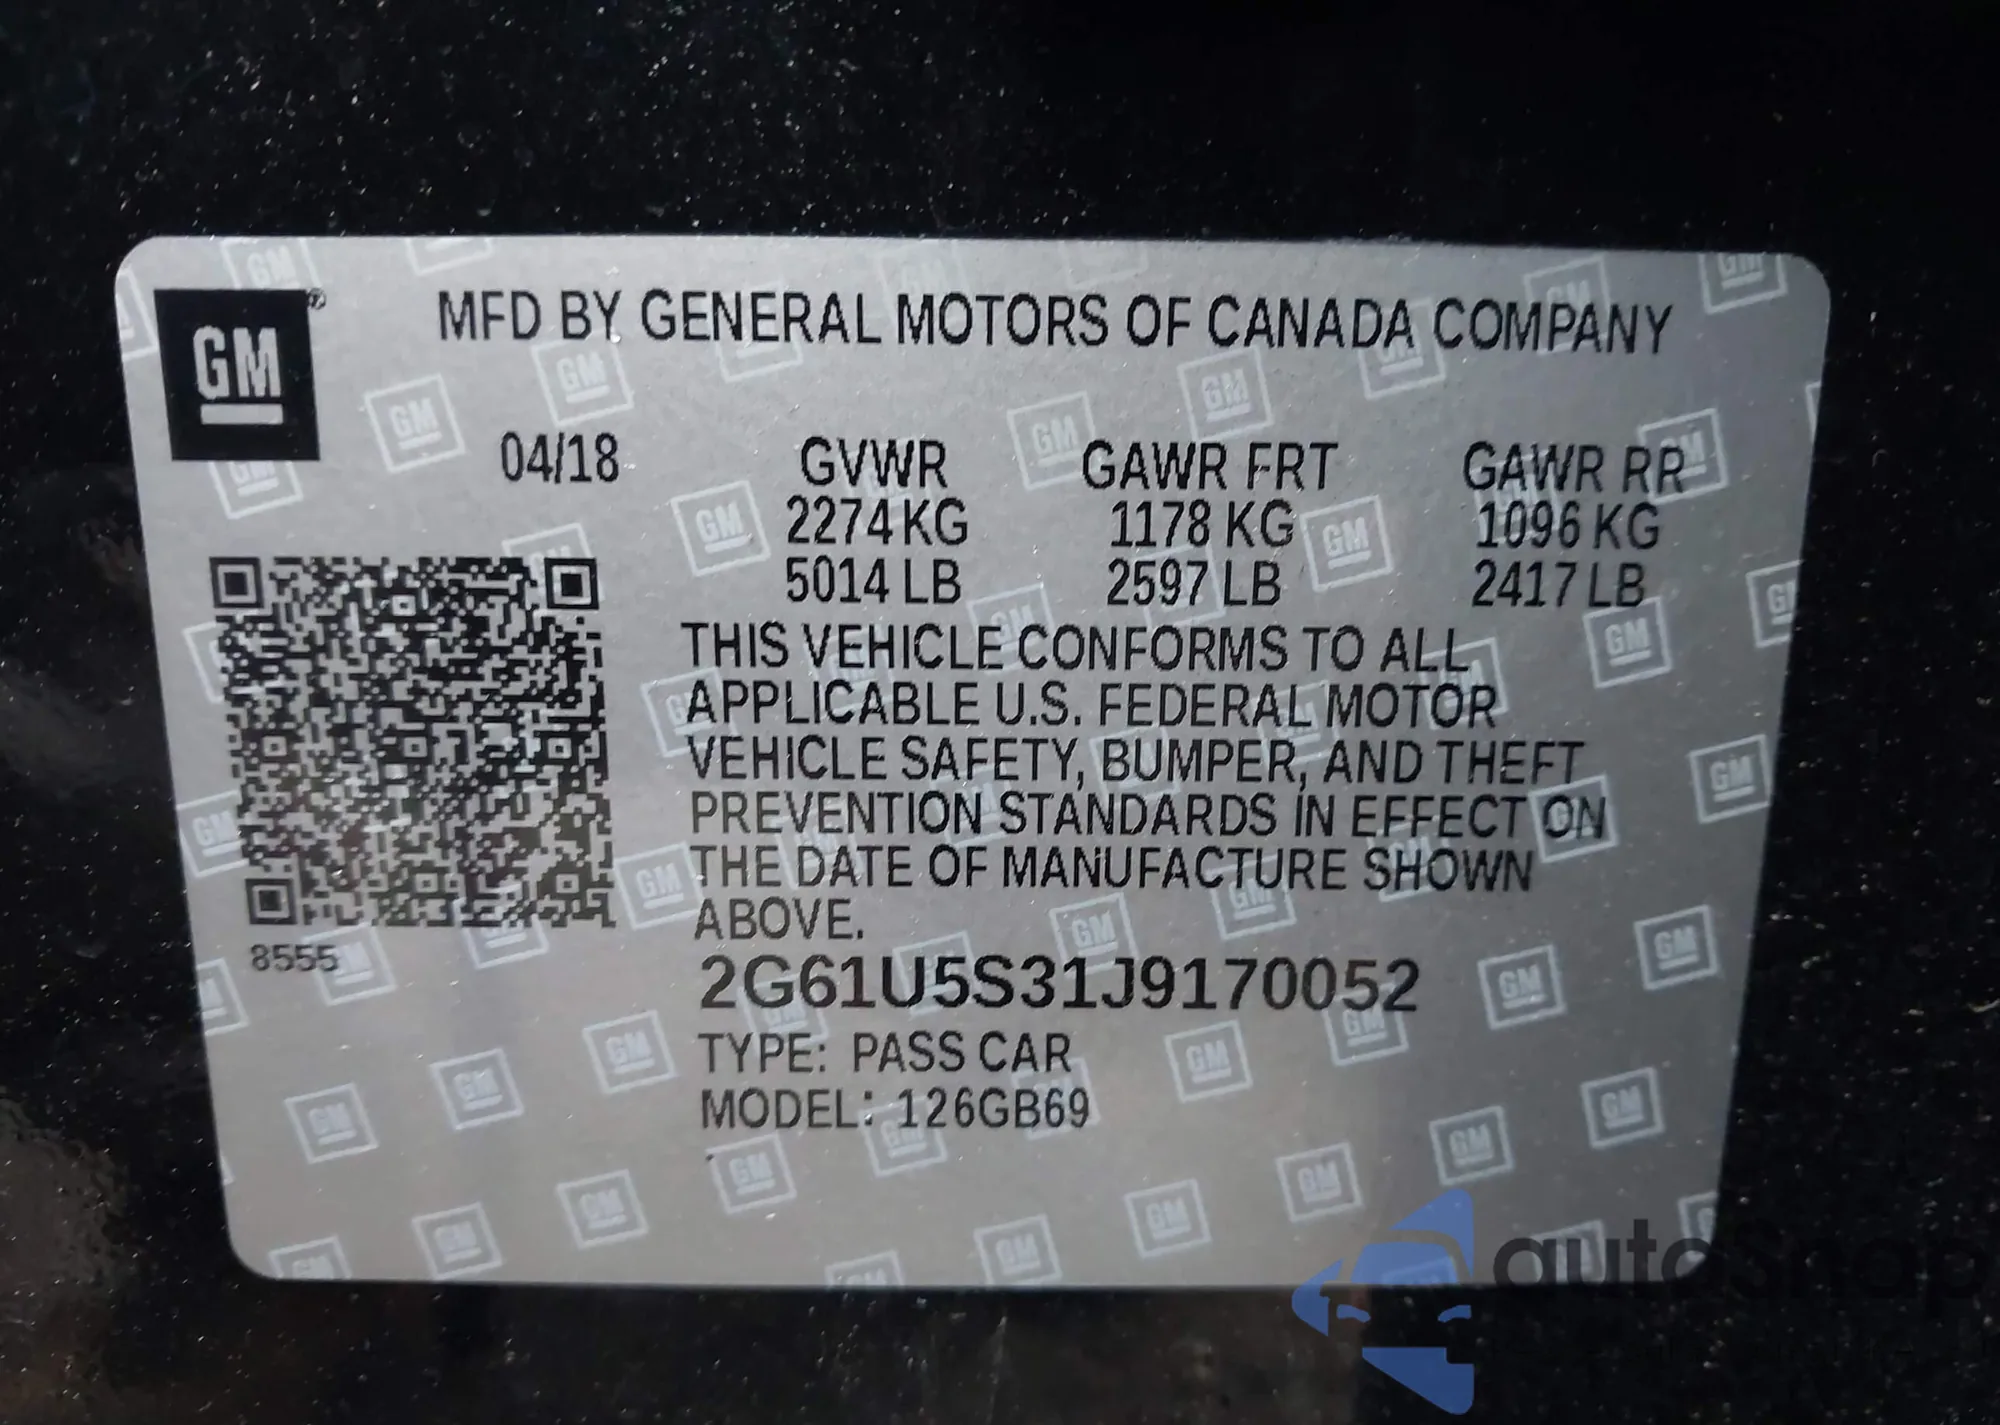 GM
MFD BY GENERAL MOTORS OF CANADA COMPANY
04/18 GVWR GAWR FRT GAWR RR
2274 KG 1178 KG 1096 KG
5014 LB 2597 LB 2417 LB
THIS VEHICLE CONFORMS TO ALL
APPLICABLE U.S. FEDERAL MOTOR
VEHICLE SAFETY, BUMPER, AND THEFT
PREVENTION STANDARDS IN EFFECT ON
THE DATE OF MANUFACTURE SHOWN
ABOVE.
8555
2G61U5S31J9170052
TYPE: PASS CAR
MODEL: 126GB69
autosnap